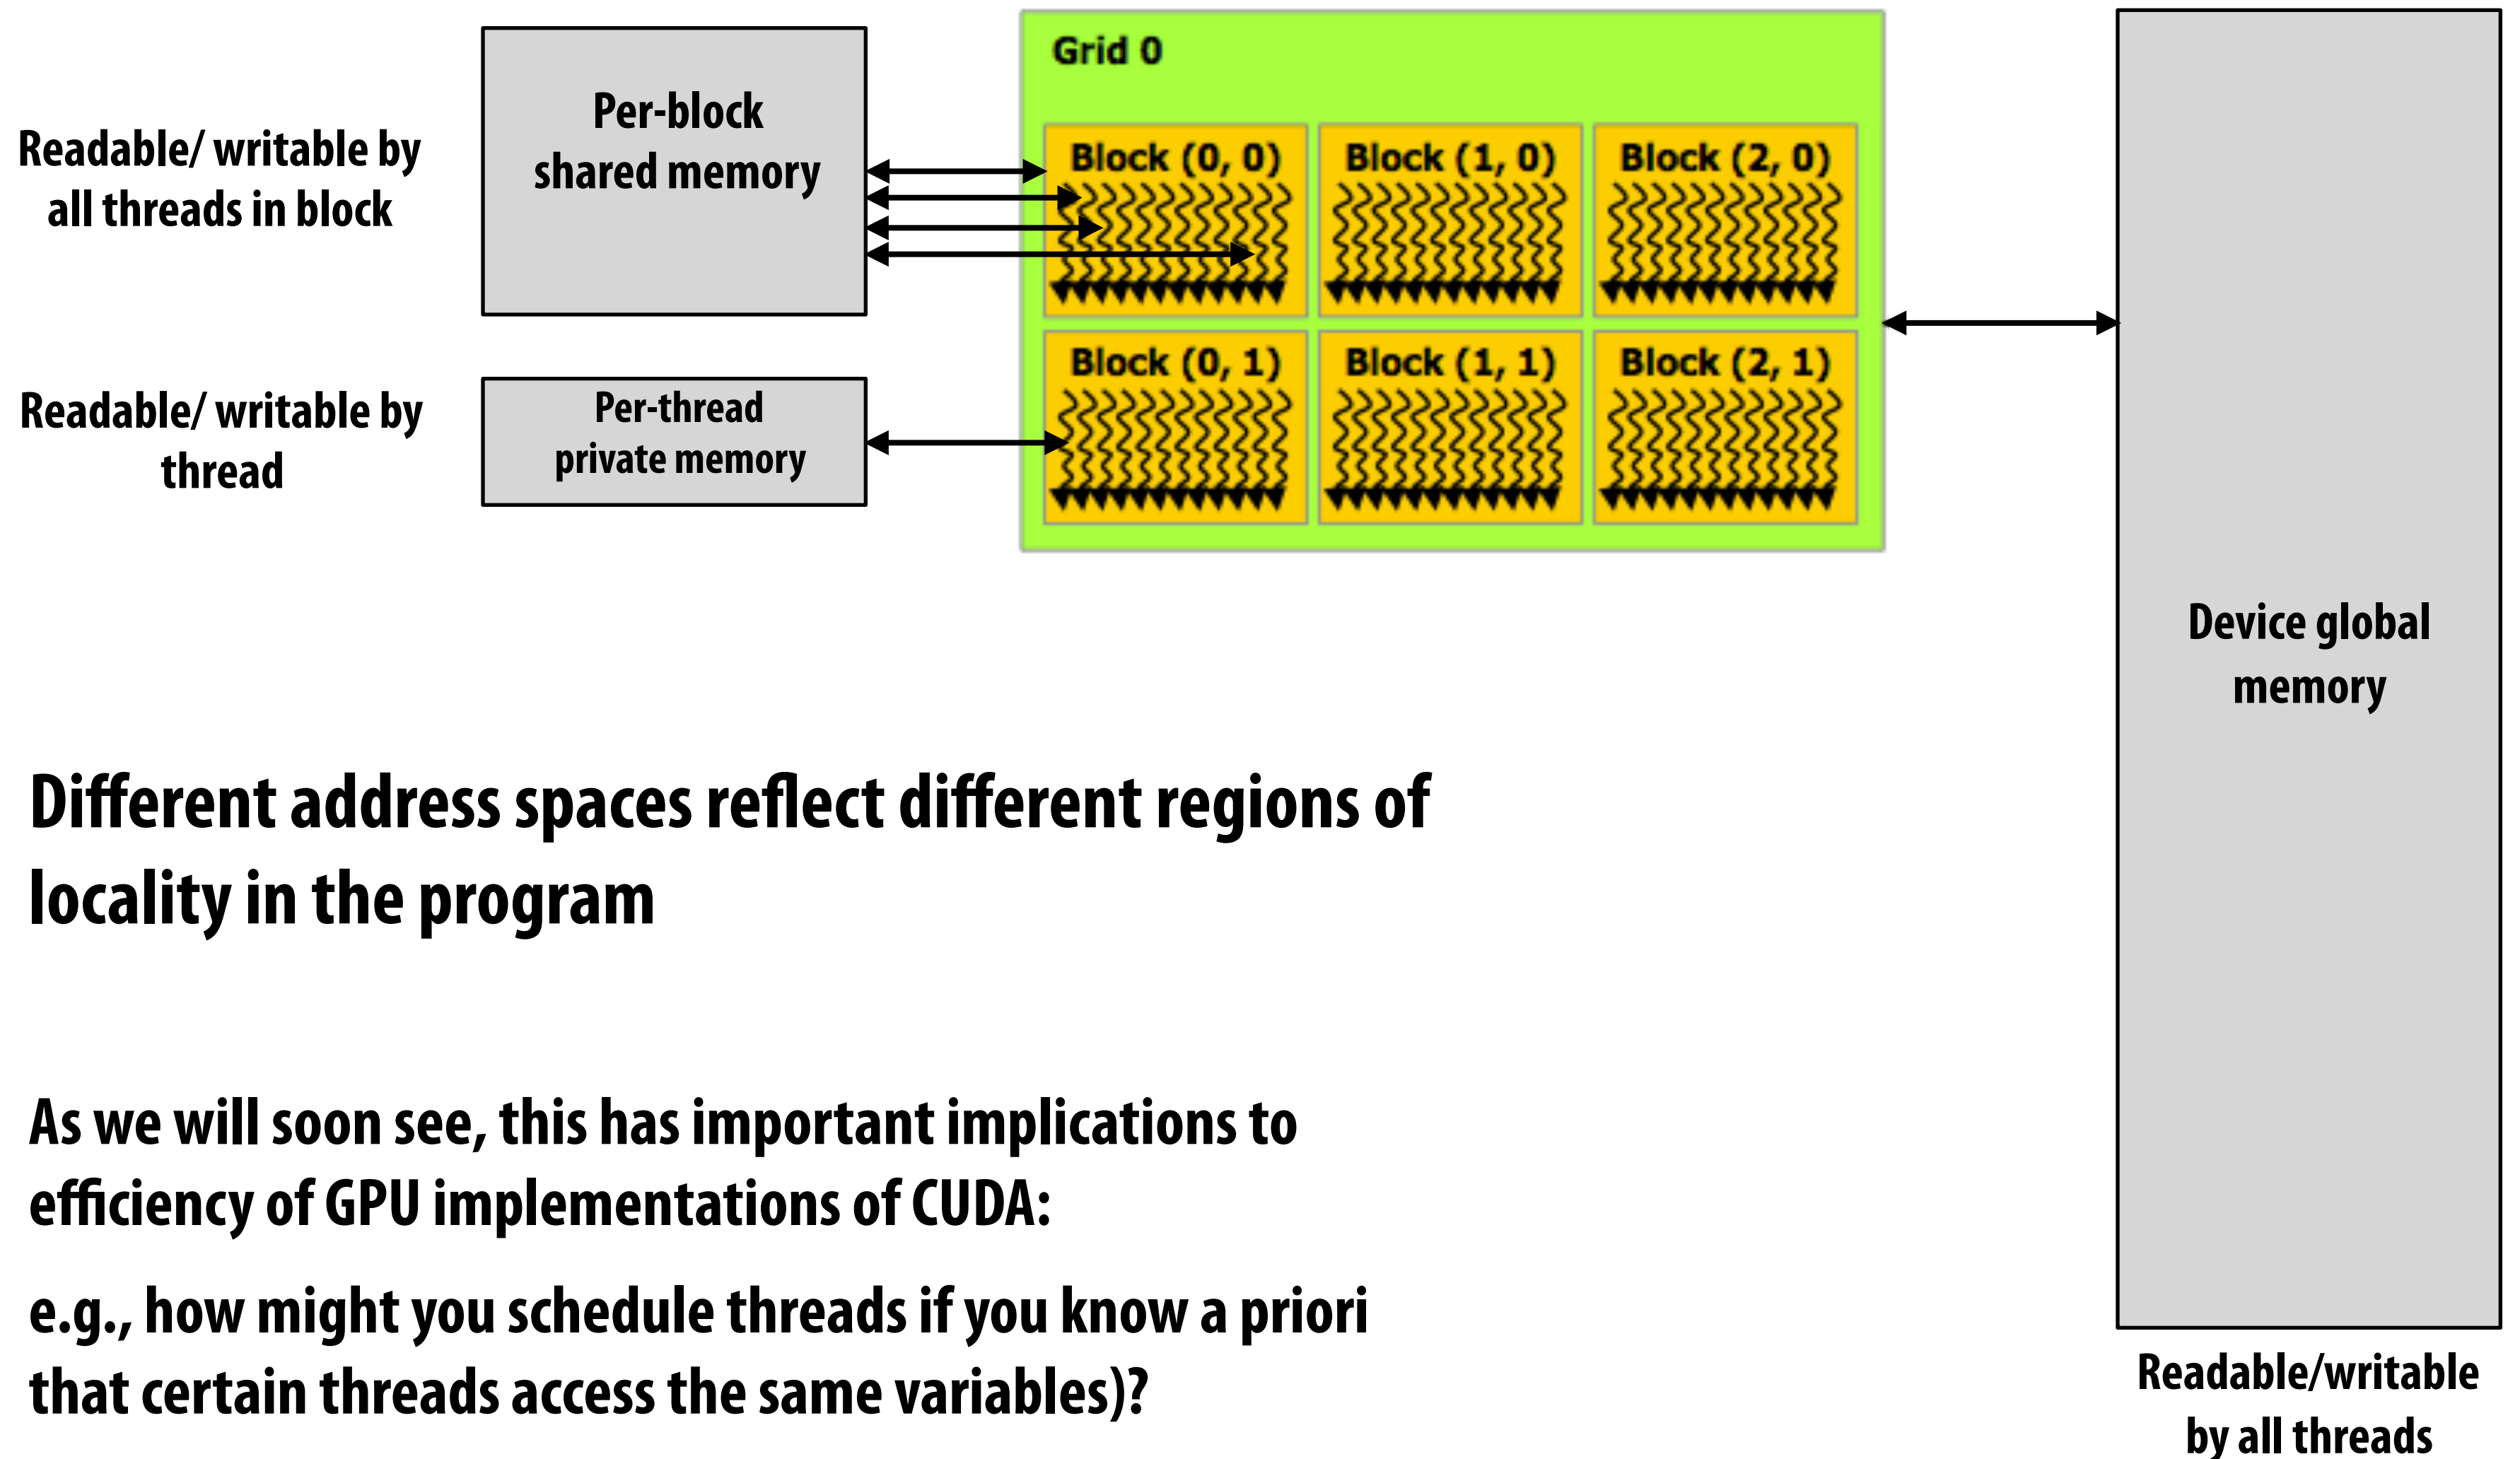 Readable/ writable by
all threads in block
Per-block
shared memory
Grid 0
Block (0, 0)
Block (1, 0)
Block (2, 0)
Block (0, 1)
Block (1, 1)
Block (2, 1)
Readable/ writable by
thread
Per-thread
private memory
Device global
memory
Readable/writable
by all threads
Different address spaces reflect different regions of
locality in the program
As we will soon see, this has important implications to
efficiency of GPU implementations of CUDA:
e.g., how might you schedule threads if you know a priori
that certain threads access the same variables)?